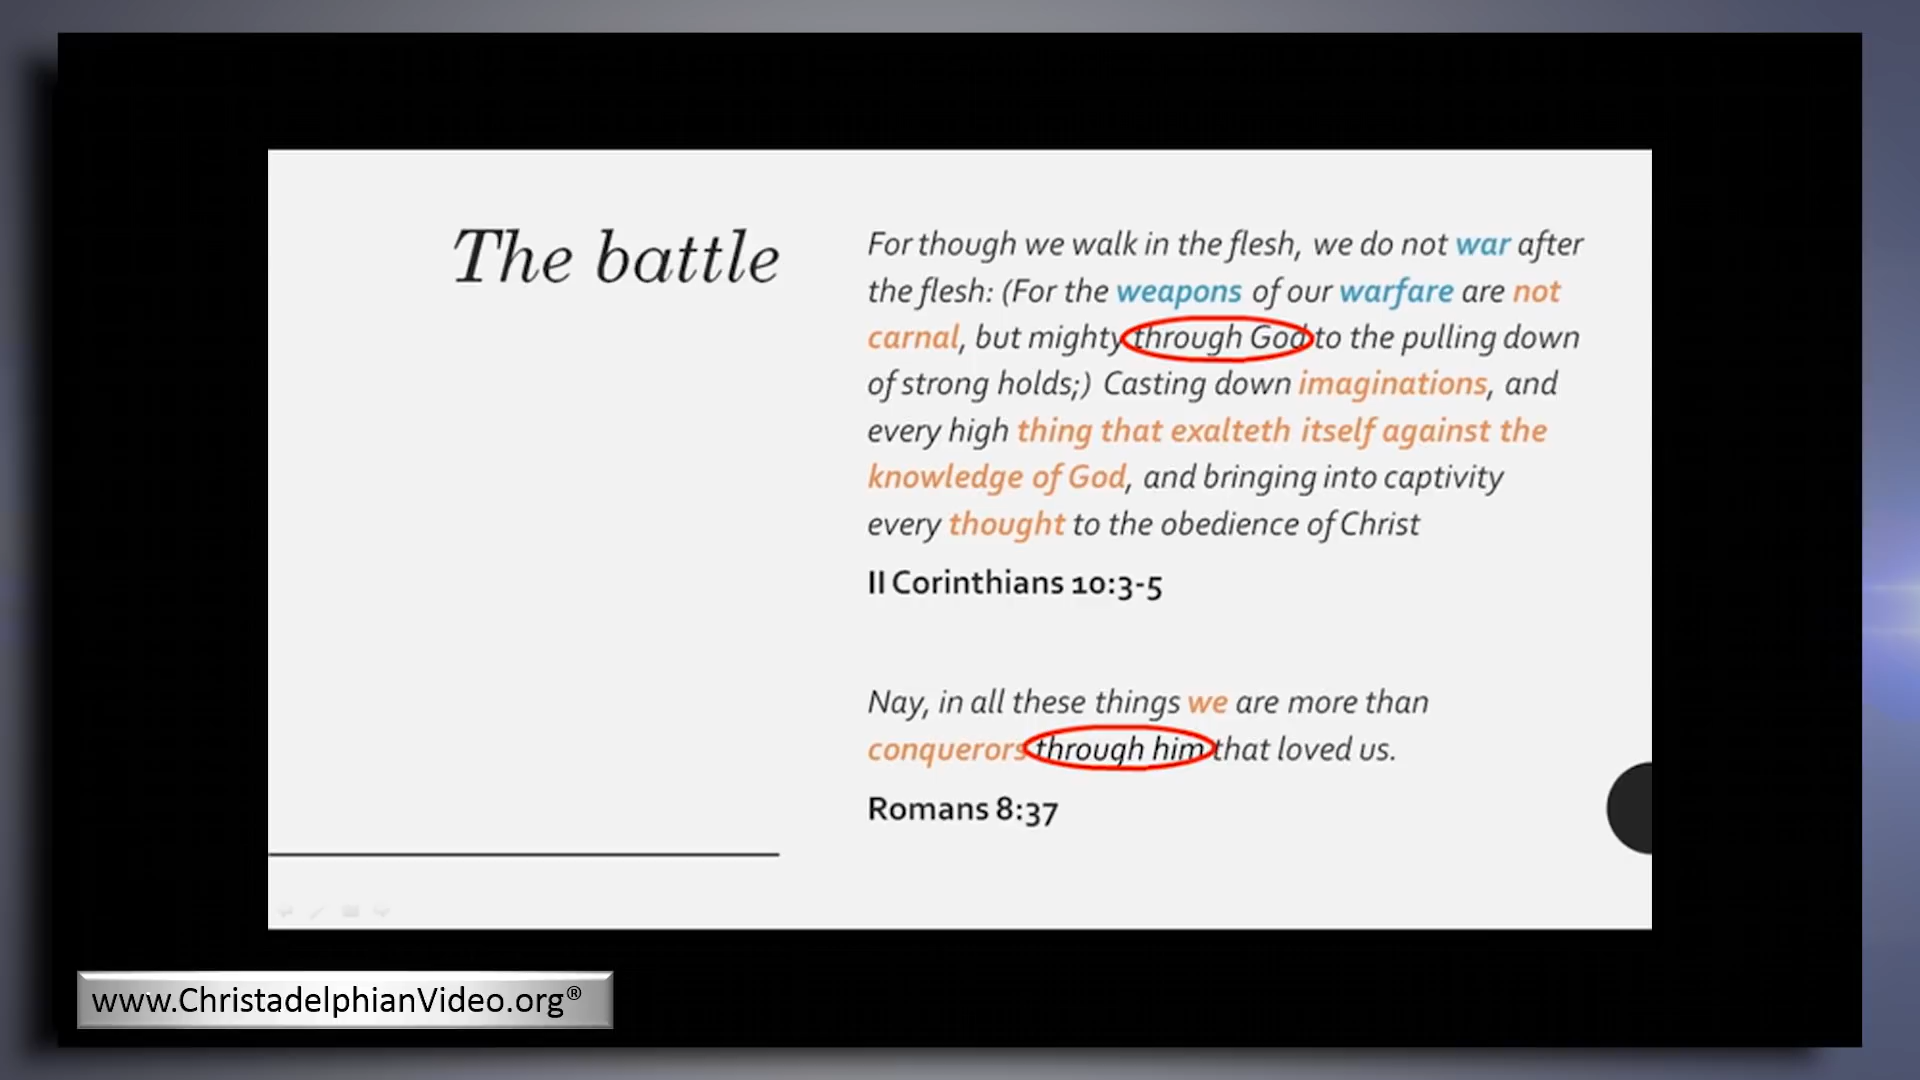 The battle
For though we walk in the flesh, we do not war after
the flesh: (For the weapons of our warfare are not
carnal, but mighty through God to the pulling down
of strong holds;) Casting down imaginations, and
every high thing that exalteth itself against the
knowledge of God, and bringing into captivity
every thought to the obedience of Christ
II Corinthians 10:3-5
Nay, in all these things we are more than
conquerors through him that loved us.
Romans 8:37
www.ChristadelphianVideo.org®